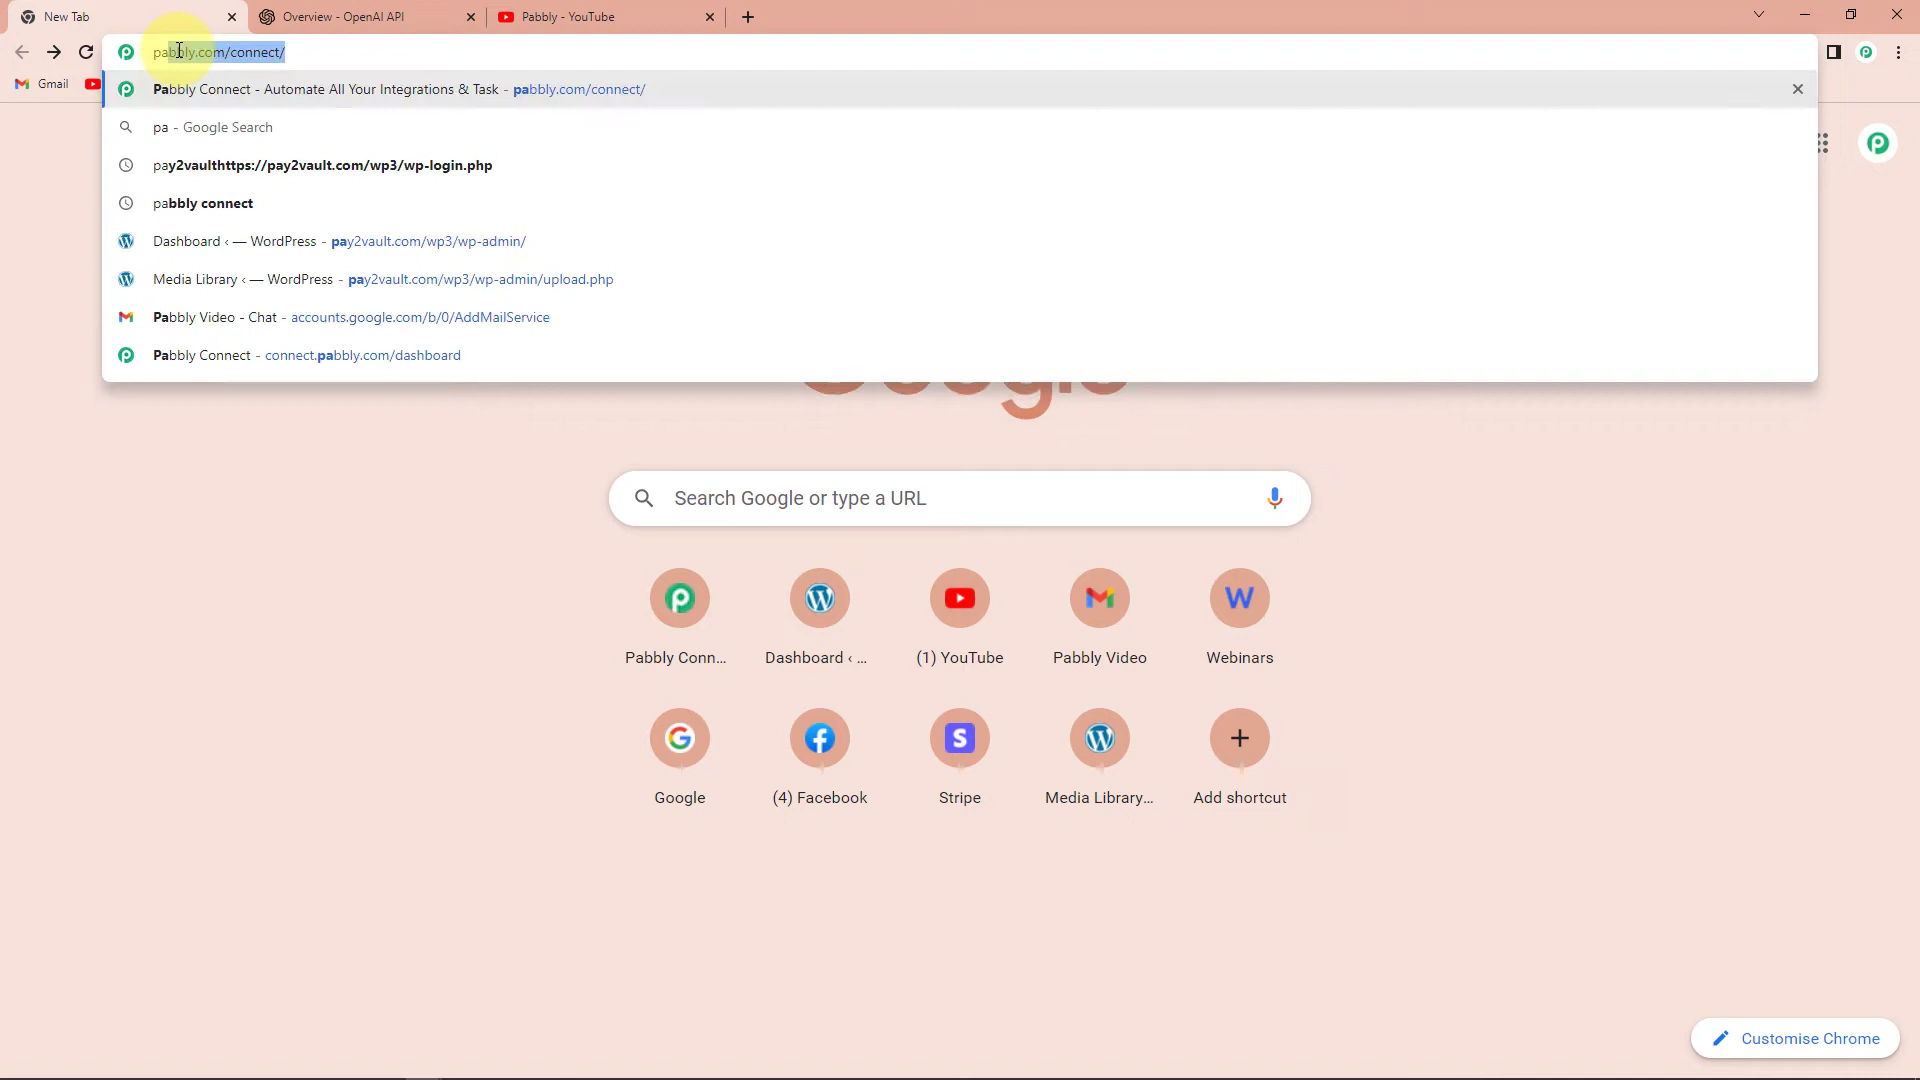 New Tab
Overview - OpenAI API
Pabbly - YouTube
pabbly.com/connect/
Gmail
Pabbly Connect - Automate All Your Integrations & Task - pabbly.com/connect/
pa - Google Search
pay2vaulthttps://pay2vault.com/wp3/wp-login.php
pabbly connect
Dashboard ‹ — WordPress - pay2vault.com/wp3/wp-admin/
Media Library ‹ — WordPress - pay2vault.com/wp3/wp-admin/upload.php
Pabbly Video - Chat - accounts.google.com/b/0/AddMailService
Pabbly Connect - connect.pabbly.com/dashboard
Google
Search Google or type a URL
Pabbly Conn...
Dashboard ‹ ...
(1) YouTube
Pabbly Video
W
Webinars
Google
(4) Facebook
S
Stripe
Media Library...
Add shortcut
Customise Chrome